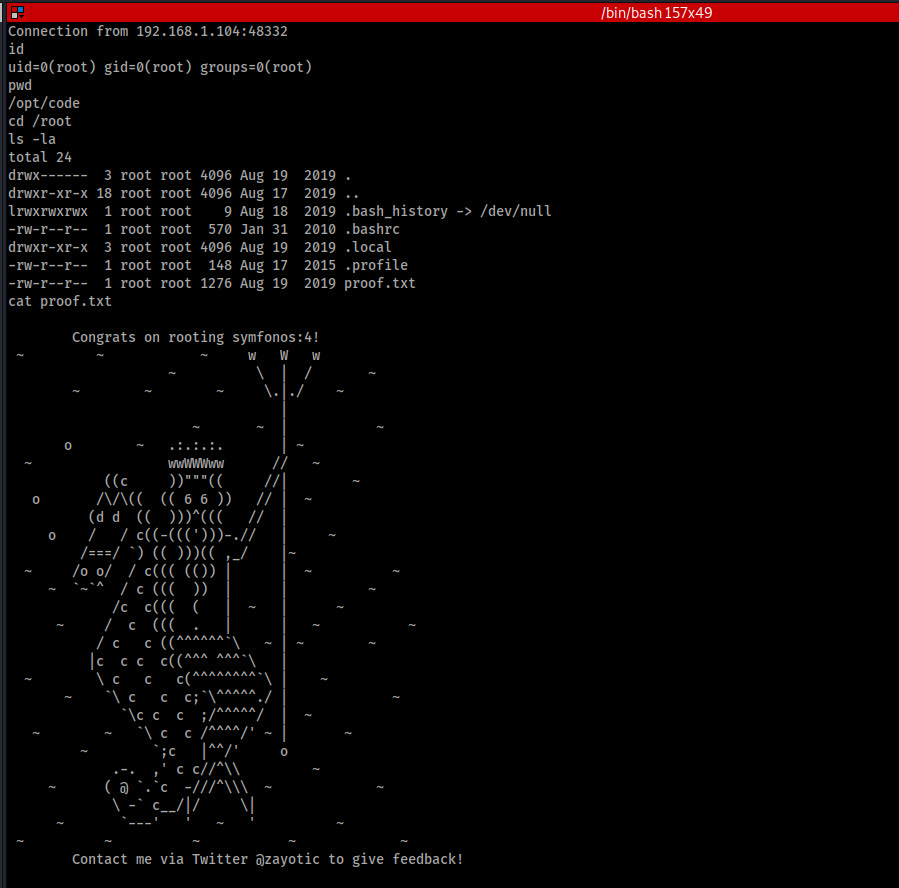 /bin/bash 157x49
Connection from 192.168.1.104:48332
id
uid=0(root) gid=0(root) groups=0(root)
pwd
/opt/code
cd /root
ls -la
total 24
drwx------  3 root root 4096 Aug 19  2019 .
drwxr-xr-x 18 root root 4096 Aug 17  2019 ..
lrwxrwxrwx  1 root root    9 Aug 18  2019 .bash_history -> /dev/null
-rw-r--r--  1 root root  570 Jan 31  2010 .bashrc
drwxr-xr-x  3 root root 4096 Aug 19  2019 .local
-rw-r--r--  1 root root  148 Aug 17  2015 .profile
-rw-r--r--  1 root root 1276 Aug 19  2019 proof.txt
cat proof.txt

        Congrats on rooting symfonos:4!
 ~         ~            ~     w   W   w
                    ~          \  |  /       ~
        ~        ~        ~     \.|./    ~
                                  |
                       ~       ~  |           ~
       o        ~   .:.:.:.       | ~
  ~                 wwWWWww      //   ~
            ((c     ))"""((     //|        ~
   o       /\/\((  (( 6 6 ))   // |  ~
          (d d  ((  )))^(((   //  |
     o    /   / c((-(((')))-.//   |     ~
         /===/ `) (( )))(( ,_/    |~
  ~     /o o/  / c((( (()) |      |  ~          ~
     ~  `~`^  / c (((  ))  |      |          ~
             /c  c(((  (   |  ~   |      ~
      ~     /  c  (((  .   |      |   ~           ~
           / c   c ((^^^^^^`\   ~ | ~        ~
          |c  c c  c((^^^ ^^^`\   |
  ~        \ c   c   c(^^^^^^^^`\ |    ~
       ~    `\ c   c  c;`\^^^^^./ |             ~
              `\c c  c  ;/^^^^^/  |  ~
   ~        ~   `\ c  c /^^^^/' ~ |       ~
         ~        `;c   |^^/'     o
             .-.  ,' c c//^\\         ~
     ~      ( @ `.`c  -///^\\\  ~             ~
             \ -` c__/|/     \|
      ~       `---'   '   ~   '          ~
 ~          ~          ~           ~             ~
        Contact me via Twitter @zayotic to give feedback!